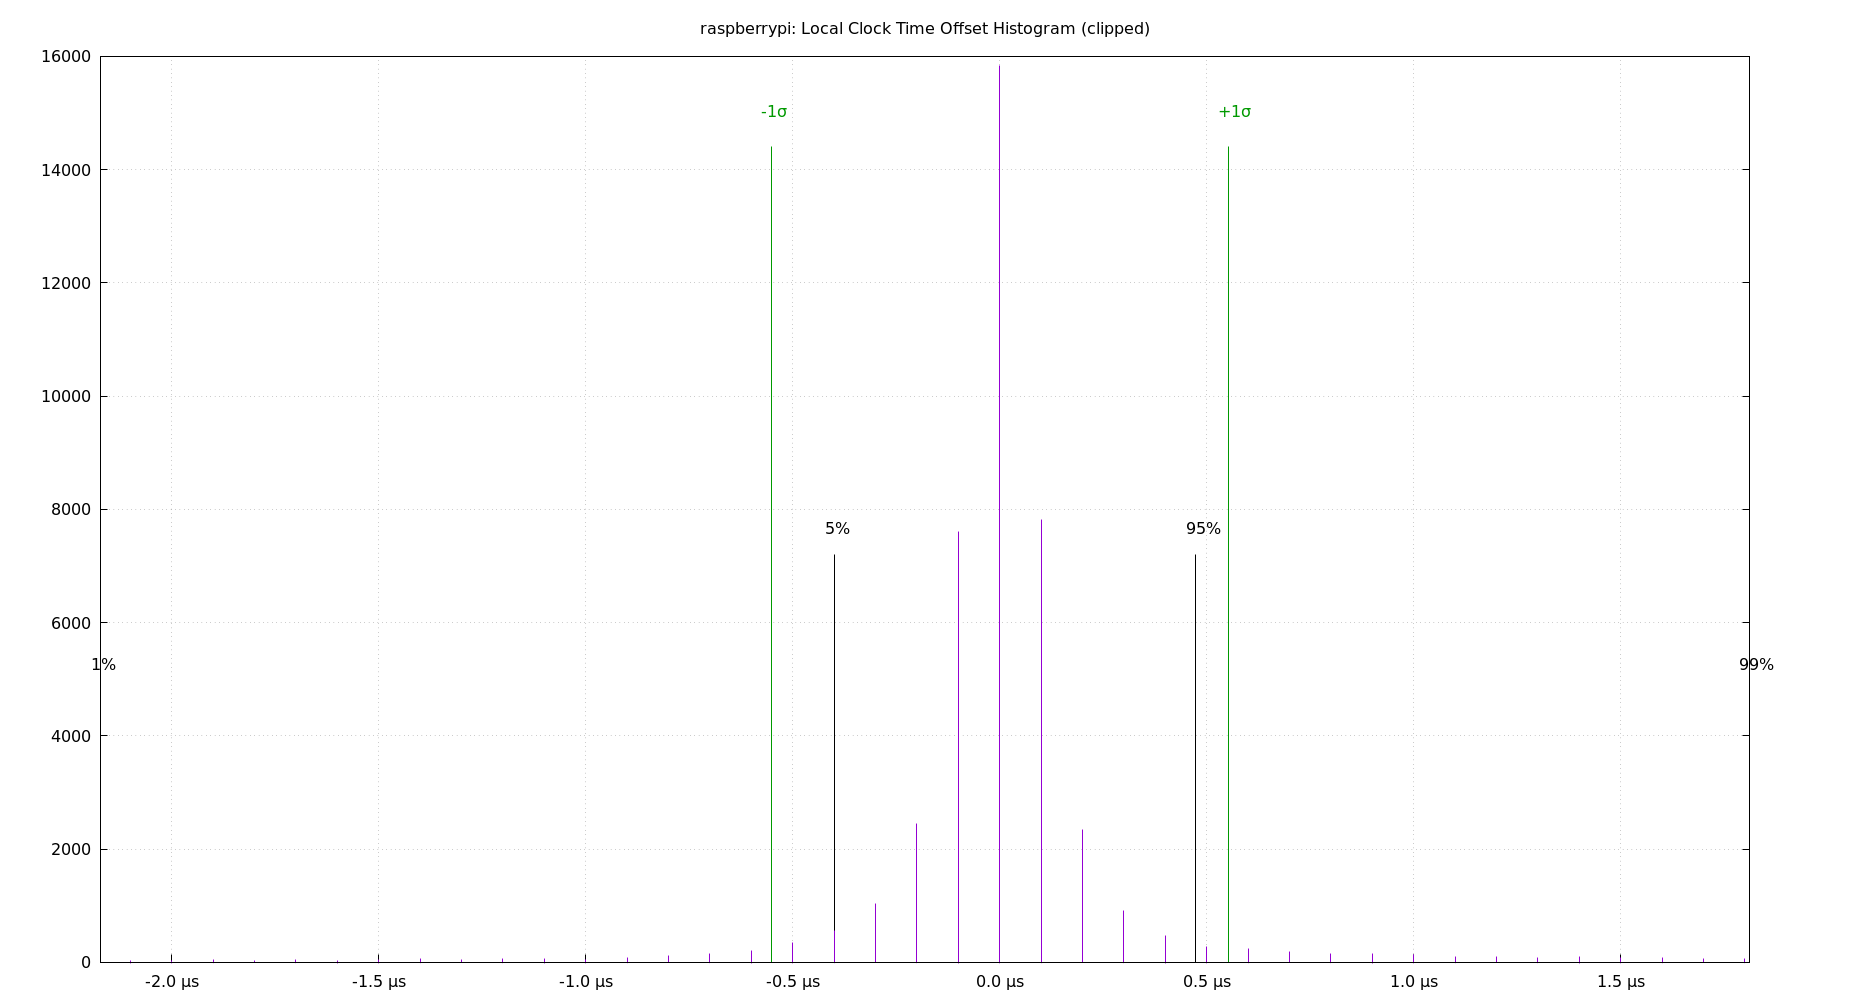 raspberrypi: Local Clock Time Offset Histogram (clipped)
16000
-1σ
+1σ
14000
12000
10000
8000
5%
95%
6000
1%
99%
4000
2000
0
-2.0 µs
-1.5 µs
-1.0 µs
-0.5 µs
0.0 µs
0.5 µs
1.0 µs
1.5 µs